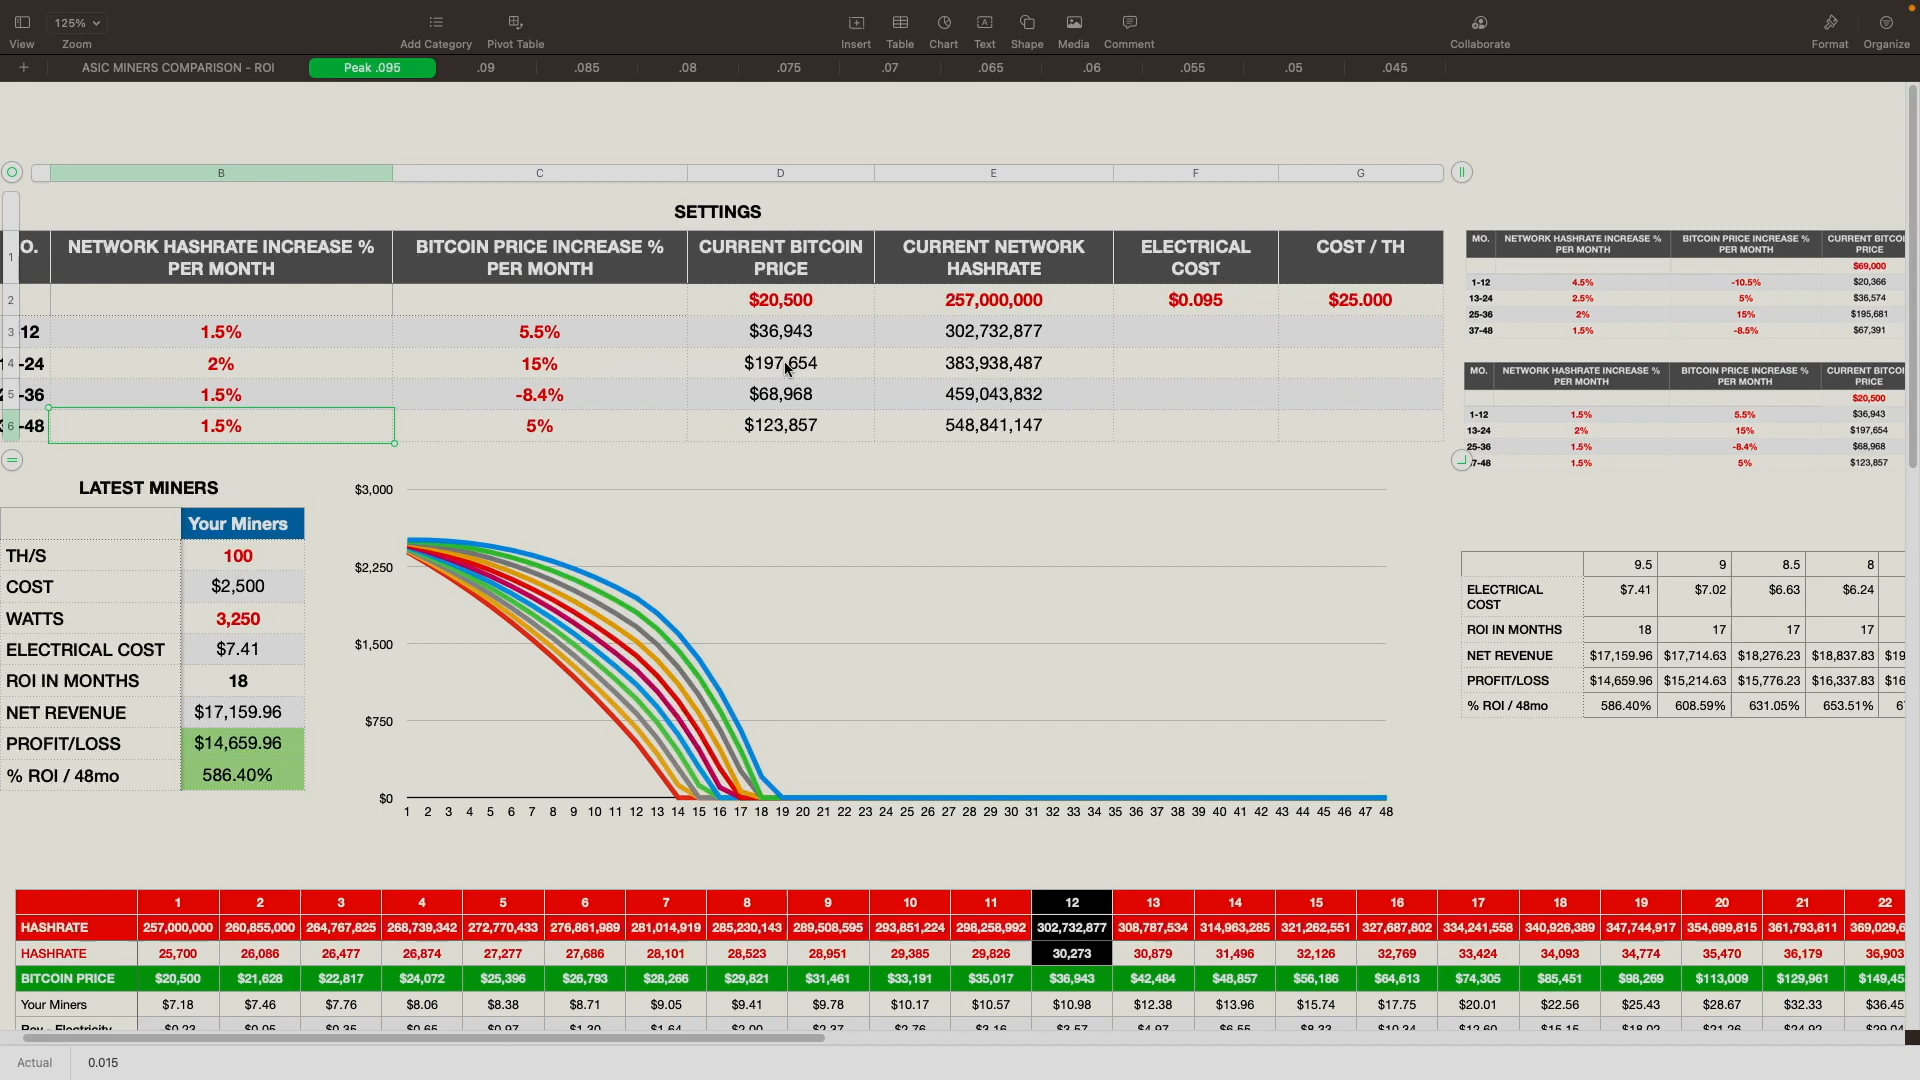 125%
View
Zoom
Add Category
Pivot Table
Insert
Table
Chart
Text
Shape
Media
Comment
Collaborate
Format
Organize
+ ASIC MINERS COMPARISON - ROI Peak .095 .09 .085 .08 .075 .07 .065 .06 .055 .05 .045
B C D E F G
SETTINGS
1 O. NETWORK HASHRATE INCREASE % PER MONTH BITCOIN PRICE INCREASE % PER MONTH CURRENT BITCOIN PRICE CURRENT NETWORK HASHRATE ELECTRICAL COST COST / TH
2 $20,500 257,000,000 $0.095 $25.000
3 12 1.5% 5.5% $36,943 302,732,877
4 -24 2% 15% $197,654 383,938,487
5 -36 1.5% -8.4% $68,968 459,043,832
6 -48 1.5% 5% $123,857 548,841,147
MO. NETWORK HASHRATE INCREASE % PER MONTH BITCOIN PRICE INCREASE % PER MONTH CURRENT BITCOI PRICE
$69,000
1-12 4.5% -10.5% $20,366
13-24 2.5% 5% $36,574
25-36 2% 15% $195,681
37-48 1.5% -8.5% $67,391
MO. NETWORK HASHRATE INCREASE % PER MONTH BITCOIN PRICE INCREASE % PER MONTH CURRENT BITCOI PRICE
$20,500
1-12 1.5% 5.5% $36,943
13-24 2% 15% $197,654
25-36 1.5% -8.4% $68,968
7-48 1.5% 5% $123,857
LATEST MINERS
Your Miners
TH/S 100
COST $2,500
WATTS 3,250
ELECTRICAL COST $7.41
ROI IN MONTHS 18
NET REVENUE $17,159.96
PROFIT/LOSS $14,659.96
% ROI / 48mo 586.40%
$3,000
$2,250
$1,500
$750
$0
1 2 3 4 5 6 7 8 9 10 11 12 13 14 15 16 17 18 19 20 21 22 23 24 25 26 27 28 29 30 31 32 33 34 35 36 37 38 39 40 41 42 43 44 45 46 47 48
9.5 9 8.5 8
ELECTRICAL COST $7.41 $7.02 $6.63 $6.24
ROI IN MONTHS 18 17 17 17
NET REVENUE $17,159.96 $17,714.63 $18,276.23 $18,837.83 $19
PROFIT/LOSS $14,659.96 $15,214.63 $15,776.23 $16,337.83 $16
% ROI / 48mo 586.40% 608.59% 631.05% 653.51% 67
1 2 3 4 5 6 7 8 9 10 11 12 13 14 15 16 17 18 19 20 21 22
HASHRATE 257,000,000 260,855,000 264,767,825 268,739,342 272,770,433 276,861,989 281,014,919 285,230,143 289,508,595 293,851,224 298,258,992 302,732,877 308,787,534 314,963,285 321,262,551 327,687,802 334,241,558 340,926,389 347,744,917 354,699,815 361,793,811 369,029,6
HASHRATE 25,700 26,086 26,477 26,874 27,277 27,686 28,101 28,523 28,951 29,385 29,826 30,273 30,879 31,496 32,126 32,769 33,424 34,093 34,774 35,470 36,179 36,903
BITCOIN PRICE $20,500 $21,628 $22,817 $24,072 $25,396 $26,793 $28,266 $29,821 $31,461 $33,191 $35,017 $36,943 $42,484 $48,857 $56,186 $64,613 $74,305 $85,451 $98,269 $113,009 $129,961 $149,45
Your Miners $7.18 $7.46 $7.76 $8.06 $8.38 $8.71 $9.05 $9.41 $9.78 $10.17 $10.57 $10.98 $12.38 $13.96 $15.74 $17.75 $20.01 $22.56 $25.43 $28.67 $32.33 $36.45
Actual 0.015